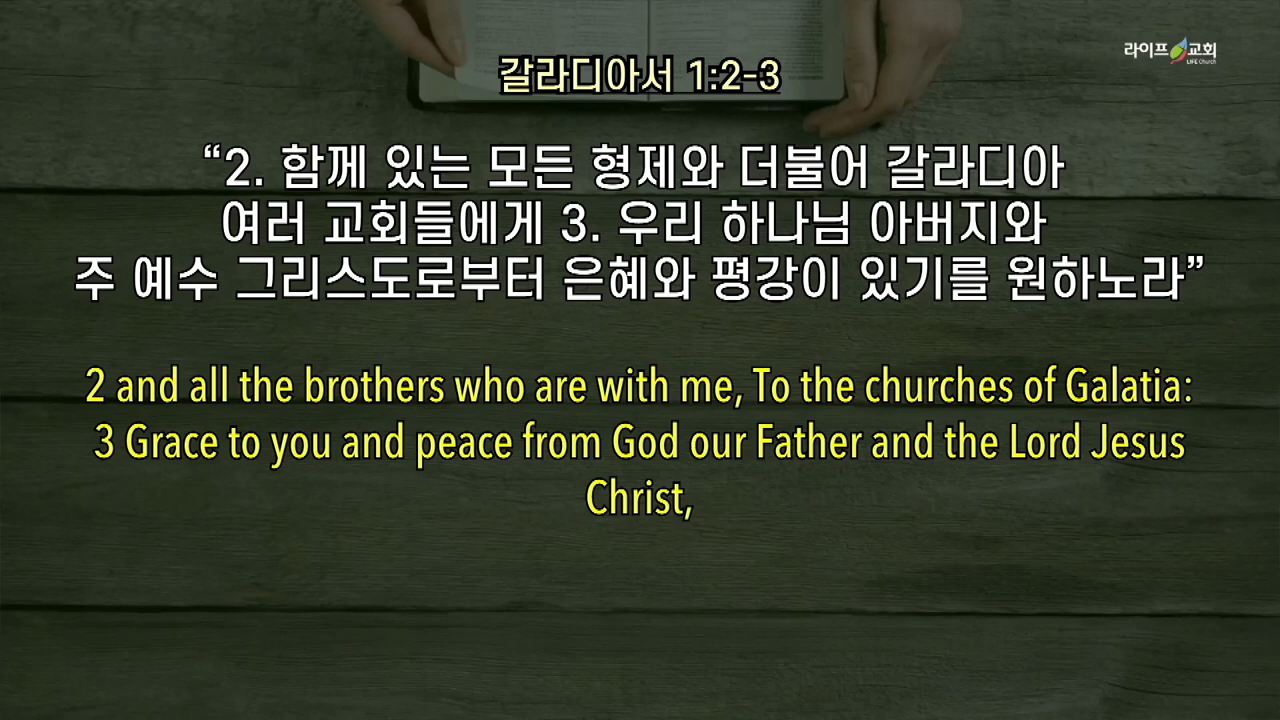 라이프 교회
LIFE Church
갈라디아서 1:2-3
“2. 함께 있는 모든 형제와 더불어 갈라디아
여러 교회들에게 3. 우리 하나님 아버지와
주 예수 그리스도로부터 은혜와 평강이 있기를 원하노라”
2 and all the brothers who are with me, To the churches of Galatia:
3 Grace to you and peace from God our Father and the Lord Jesus
Christ,